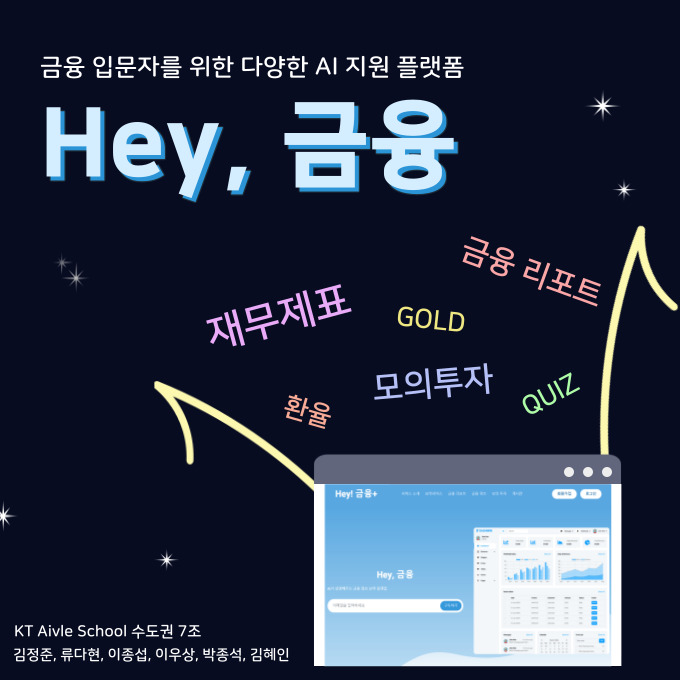 금융 입문자를 위한 다양한 AI 지원 플랫폼
Hey, 금융
금융 리포트
재무제표
GOLD
모의투자
QUIZ
환율
Hey! 금융+
Hey, 금융
KT Aivle School 수도권 7조
김정준, 류다현, 이종섭, 이우상, 박종석, 김혜인